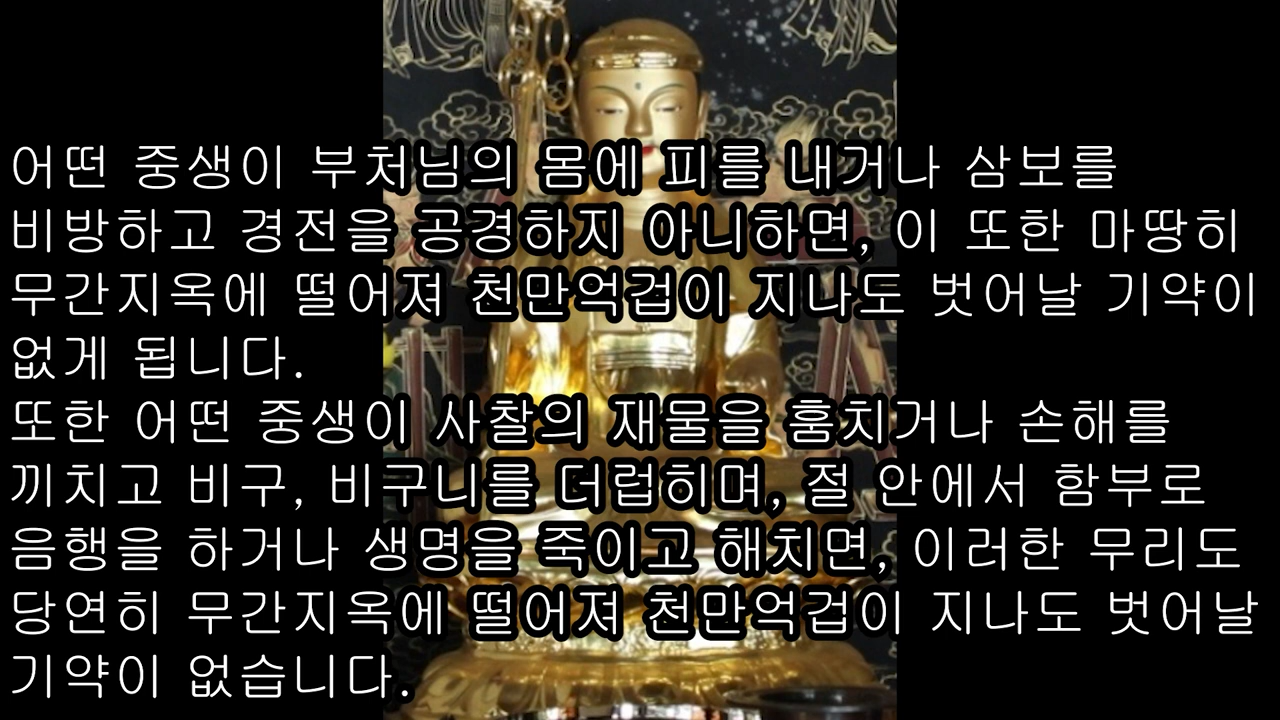 어떤 중생이 부처님의 몸에 피를 내거나 삼보를
비방하고 경전을 공경하지 아니하면, 이 또한 마땅히
무간지옥에 떨어져 천만억겁이 지나도 벗어날 기약이
없게 됩니다.
또한 어떤 중생이 사찰의 재물을 훔치거나 손해를
끼치고 비구, 비구니를 더럽히며, 절 안에서 함부로
음행을 하거나 생명을 죽이고 해치면, 이러한 무리도
당연히 무간지옥에 떨어져 천만억겁이 지나도 벗어날
기약이 없습니다.